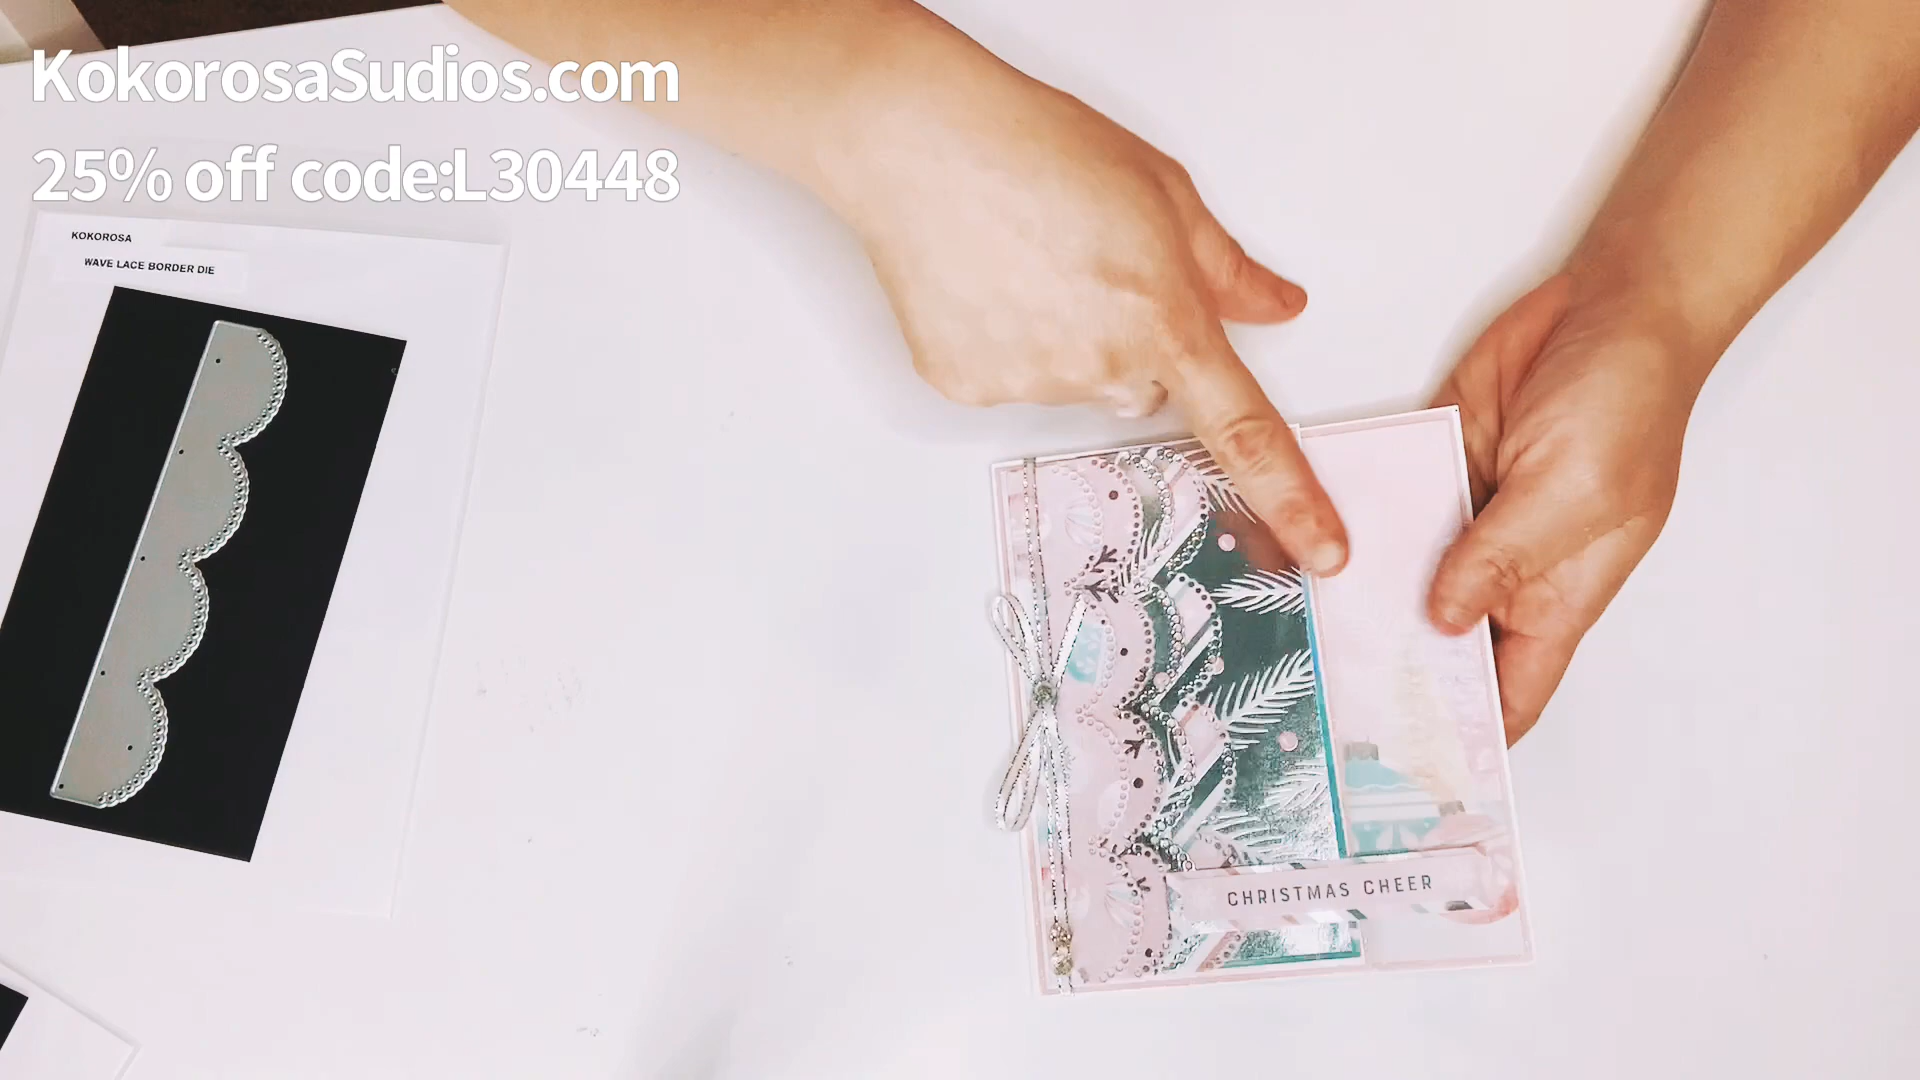 KokorosaSudios.com
25% off code:L30448
KOKOROSA
WAVE LACE BORDER DIE
CHRISTMAS CHEER